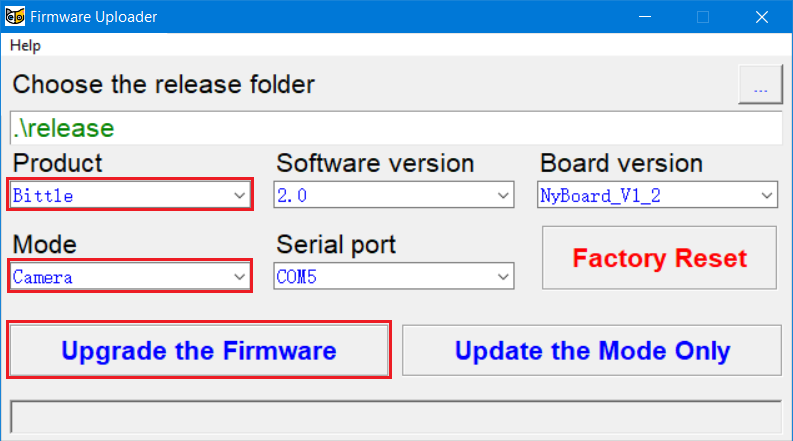 Firmware Uploader
Help
Choose the release folder
...
.\release
Product Software version Board version
Bittle 2.0 NyBoard_V1_2
Mode Serial port
Camera COM5
Factory Reset
Upgrade the Firmware Update the Mode Only